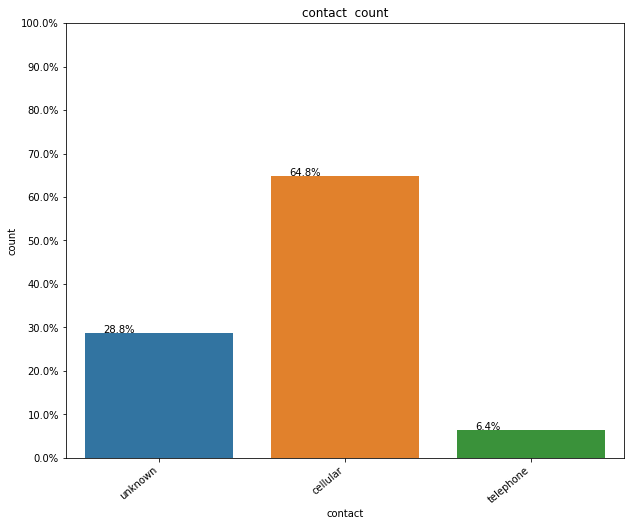 contact  count
100.0%
90.0%
80.0%
70.0%
60.0%
50.0%
40.0%
30.0%
20.0%
10.0%
0.0%
count
28.8%
64.8%
6.4%
unknown
cellular
telephone
contact